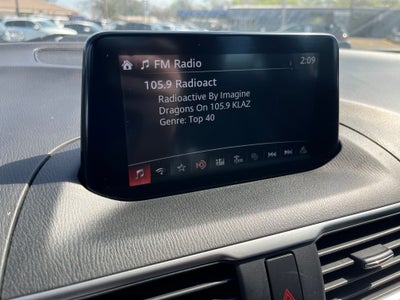 FM Radio 2:09
105.9 Radioact
Radioactive By Imagine
Dragons On 105.9 KLAZ
Genre: Top 40